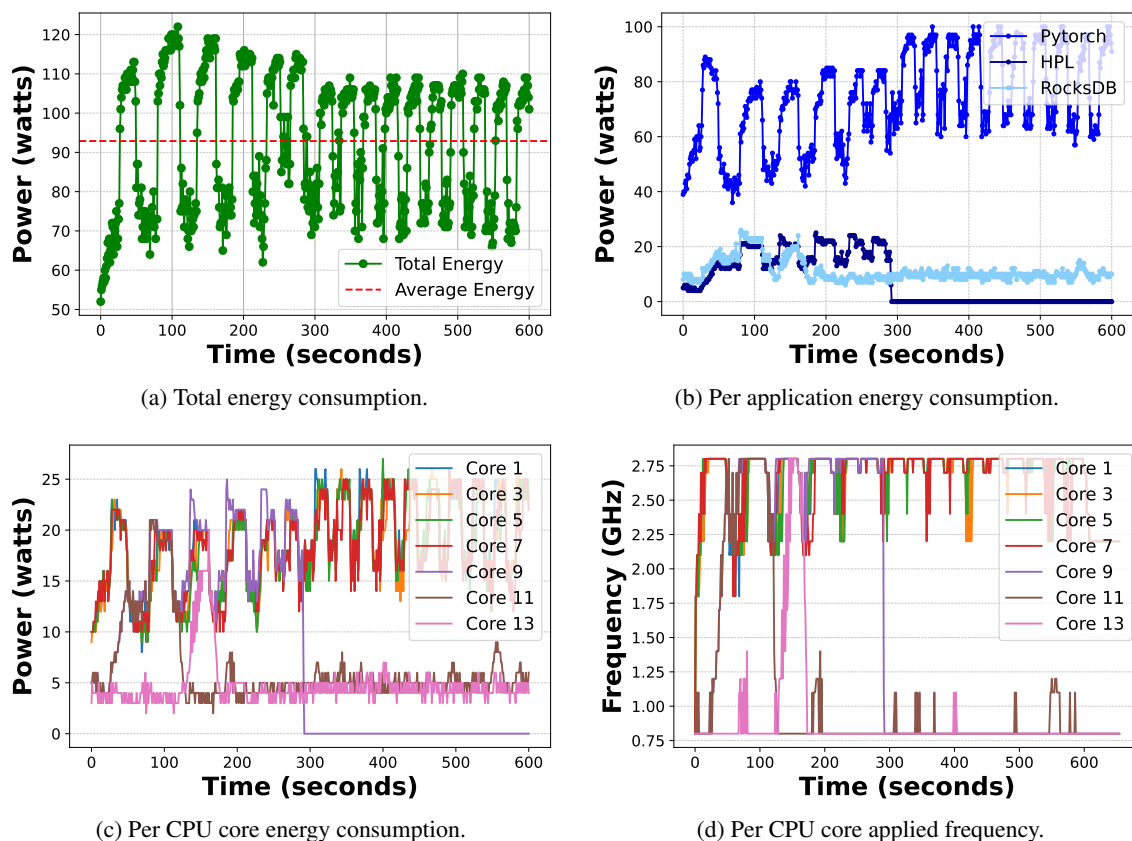 120
110
100
90
80
70
60
50
Power (watts)
0 100 200 300 400 500 600
Time (seconds)
Total Energy
Average Energy
(a) Total energy consumption.
100
80
60
40
20
0
Power (watts)
0 100 200 300 400 500 600
Time (seconds)
Pytorch
HPL
RocksDB
(b) Per application energy consumption.
25
20
15
10
5
0
Power (watts)
0 100 200 300 400 500 600
Time (seconds)
Core 1
Core 3
Core 5
Core 7
Core 9
Core 11
Core 13
(c) Per CPU core energy consumption.
2.75
2.50
2.25
2.00
1.75
1.50
1.25
1.00
0.75
Frequency (GHz)
0 100 200 300 400 500 600
Time (seconds)
Core 1
Core 3
Core 5
Core 7
Core 9
Core 11
Core 13
(d) Per CPU core applied frequency.